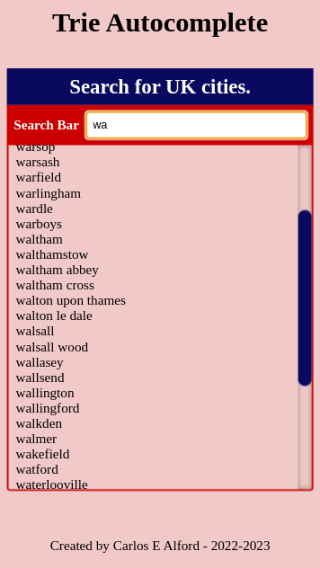 Trie Autocomplete
Search for UK cities.
Search Bar wa
warsop
warsash
warfield
warlingham
wardle
warboys
waltham
walthamstow
waltham abbey
waltham cross
walton upon thames
walton le dale
walsall
walsall wood
wallasey
wallsend
wallington
wallingford
walkden
walmer
wakefield
watford
waterlooville
Created by Carlos E Alford - 2022-2023